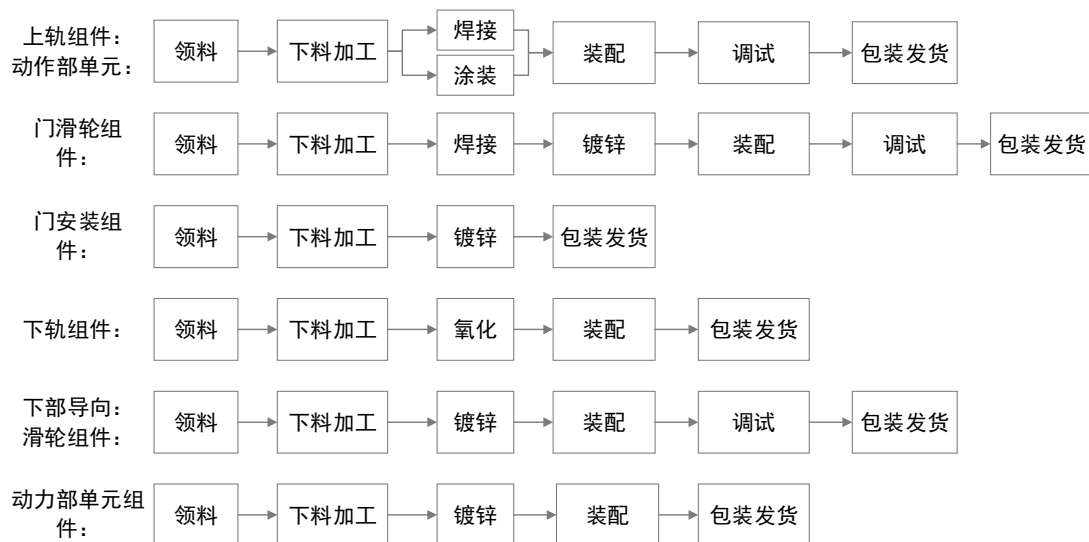 上轨组件：
动作部单元：
领料
下料加工
焊接
涂装
装配
调试
包装发货
门滑轮组
件：
领料
下料加工
焊接
镀锌
装配
调试
包装发货
门安装组
件：
领料
下料加工
镀锌
包装发货
下轨组件：
领料
下料加工
氧化
装配
包装发货
下部导向：
滑轮组件：
领料
下料加工
镀锌
装配
调试
包装发货
动力部单元组
件：
领料
下料加工
镀锌
装配
包装发货